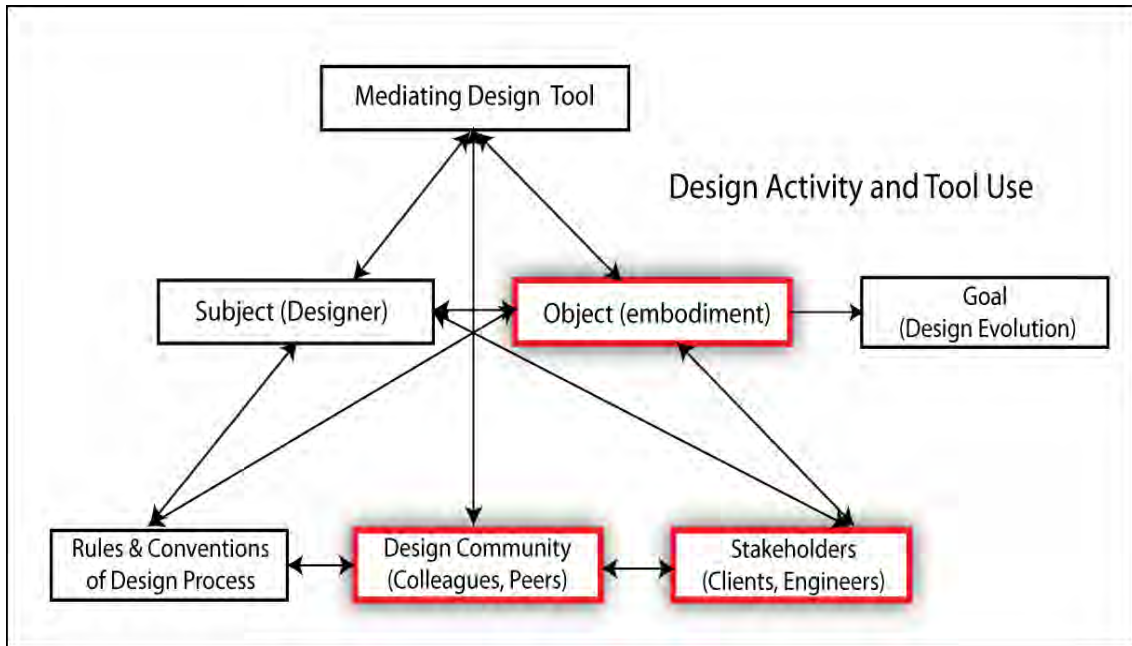 Mediating Design Tool
Design Activity and Tool Use
Subject (Designer)
Object (embodiment)
Goal
(Design Evolution)
Rules & Conventions
of Design Process
Design Community
(Colleagues, Peers)
Stakeholders
(Clients, Engineers)